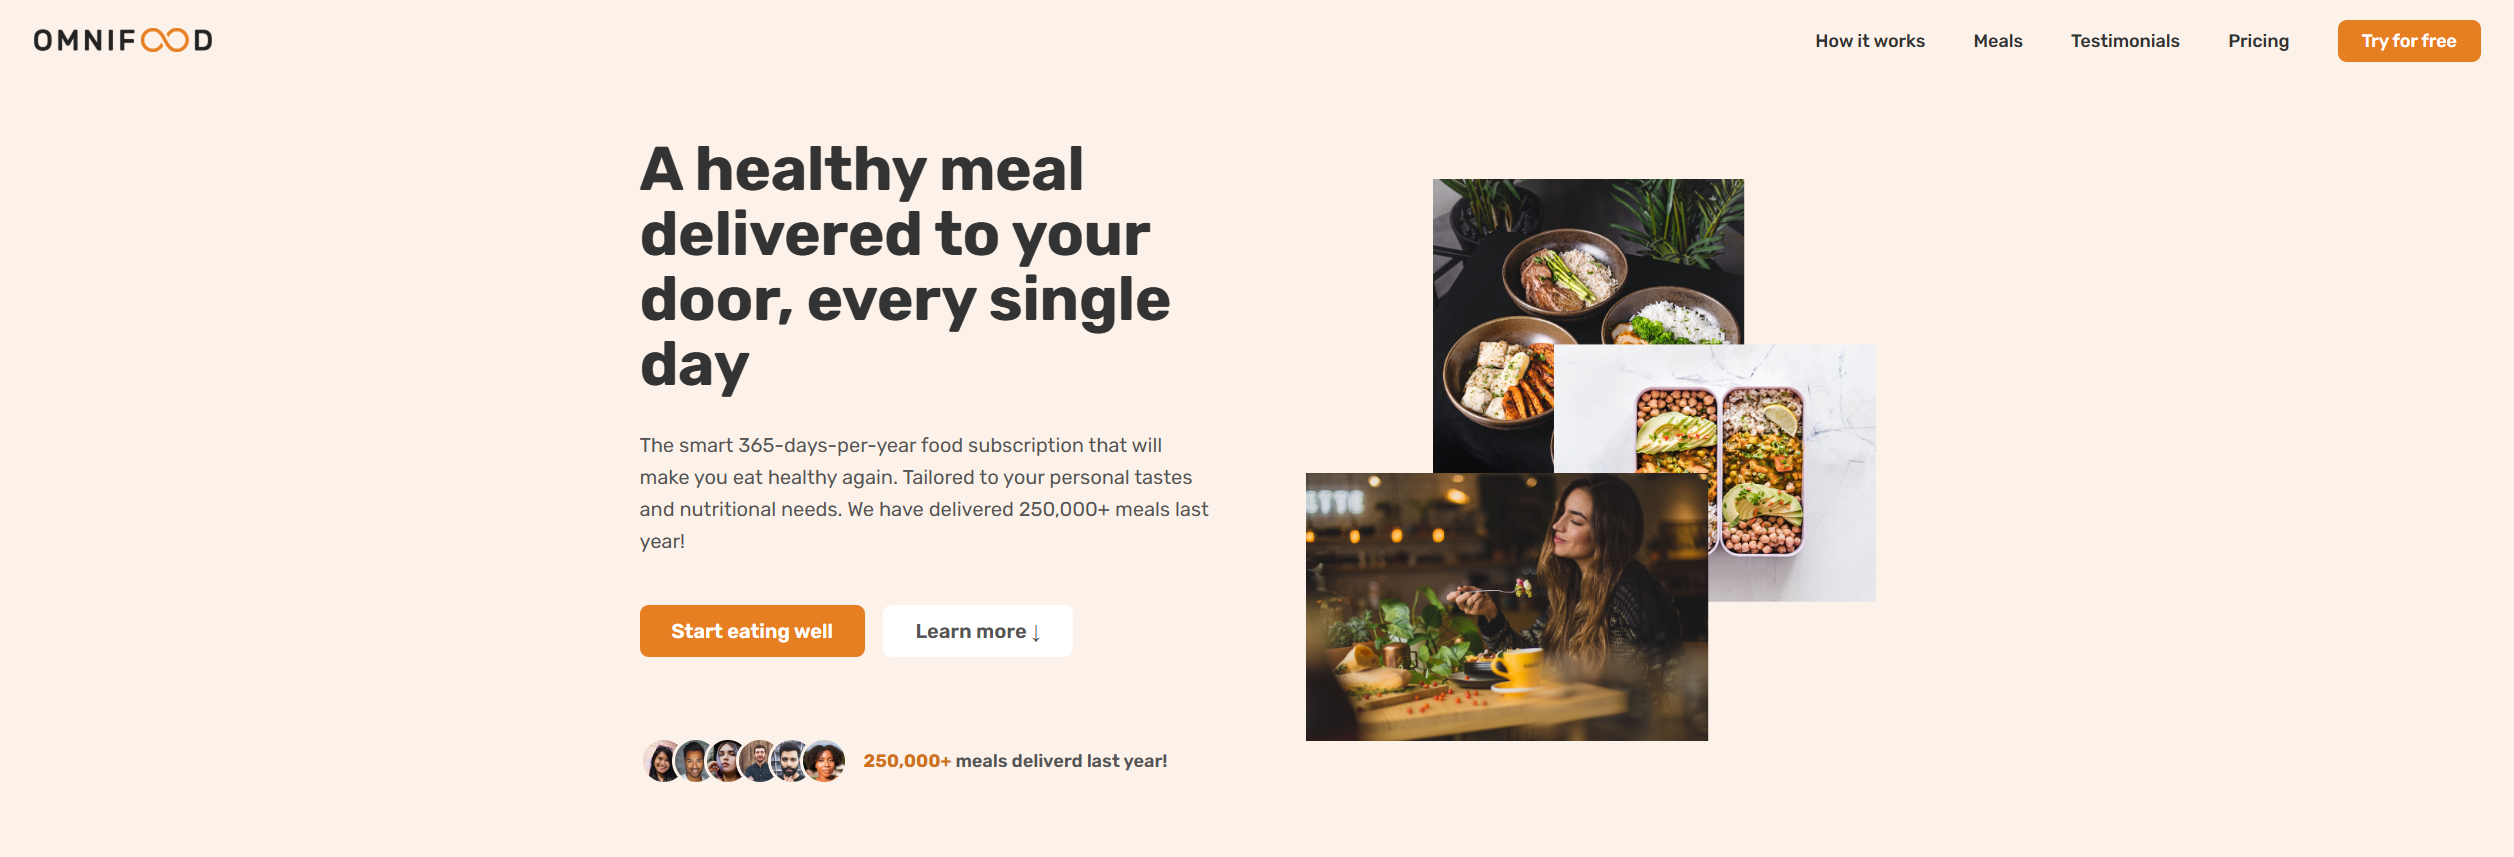 OMNIFOOD
How it works
Meals
Testimonials
Pricing
Try for free
A healthy meal
delivered to your
door, every single
day
The smart 365-days-per-year food subscription that will
make you eat healthy again. Tailored to your personal tastes
and nutritional needs. We have delivered 250,000+ meals last
year!
Start eating well
Learn more ↓
250,000+ meals deliverd last year!